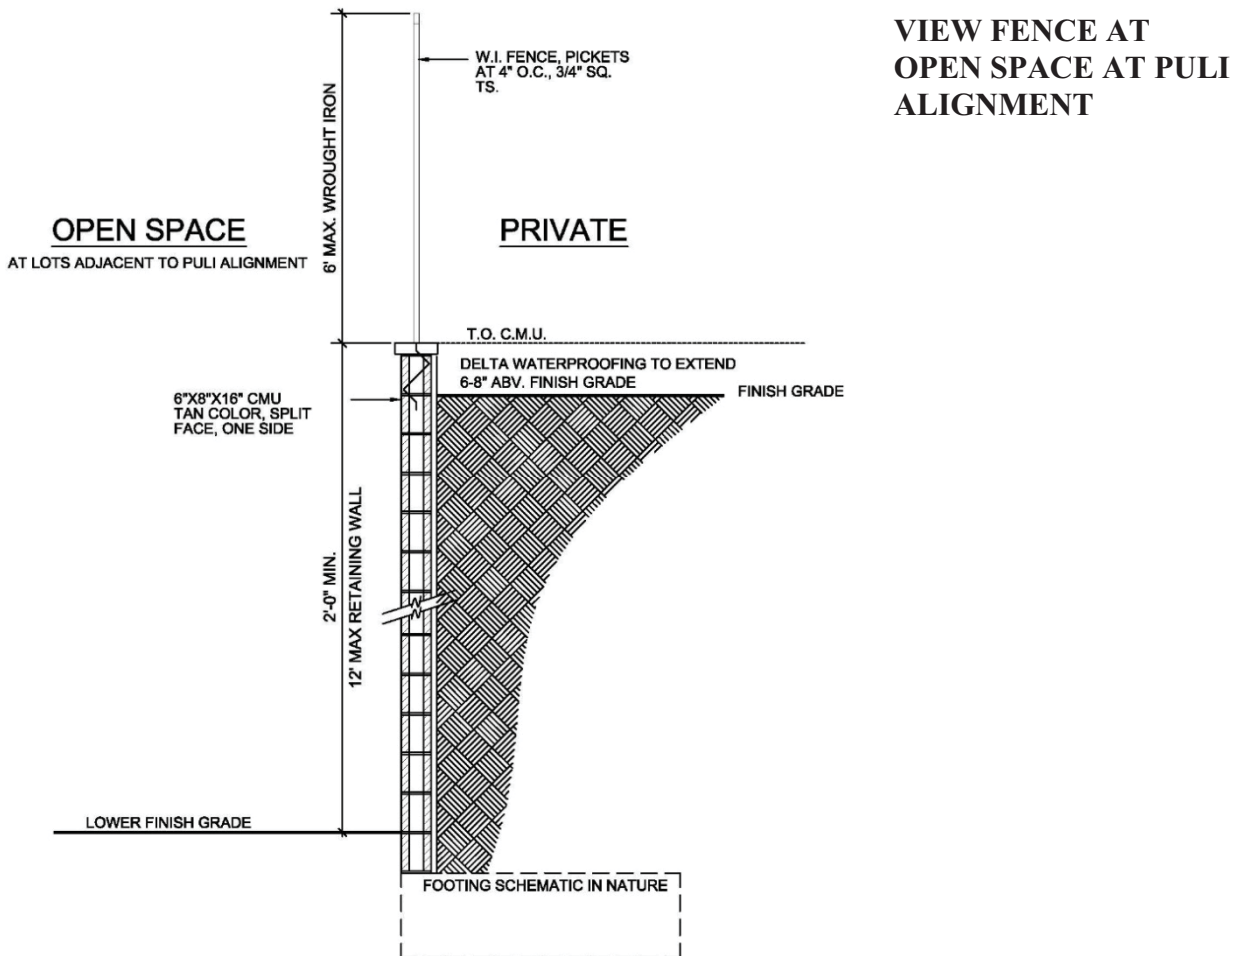 VIEW FENCE AT
OPEN SPACE AT PULI
ALIGNMENT
W.I. FENCE, PICKETS
AT 4" O.C., 3/4" SQ.
TS.
6' MAX. WROUGHT IRON
OPEN SPACE
AT LOTS ADJACENT TO PULI ALIGNMENT
PRIVATE
T.O. C.M.U.
DELTA WATERPROOFING TO EXTEND
6-8" ABV. FINISH GRADE
FINISH GRADE
6"X8"X16" CMU
TAN COLOR, SPLIT
FACE, ONE SIDE
2'-0" MIN.
12' MAX RETAINING WALL
LOWER FINISH GRADE
FOOTING SCHEMATIC IN NATURE